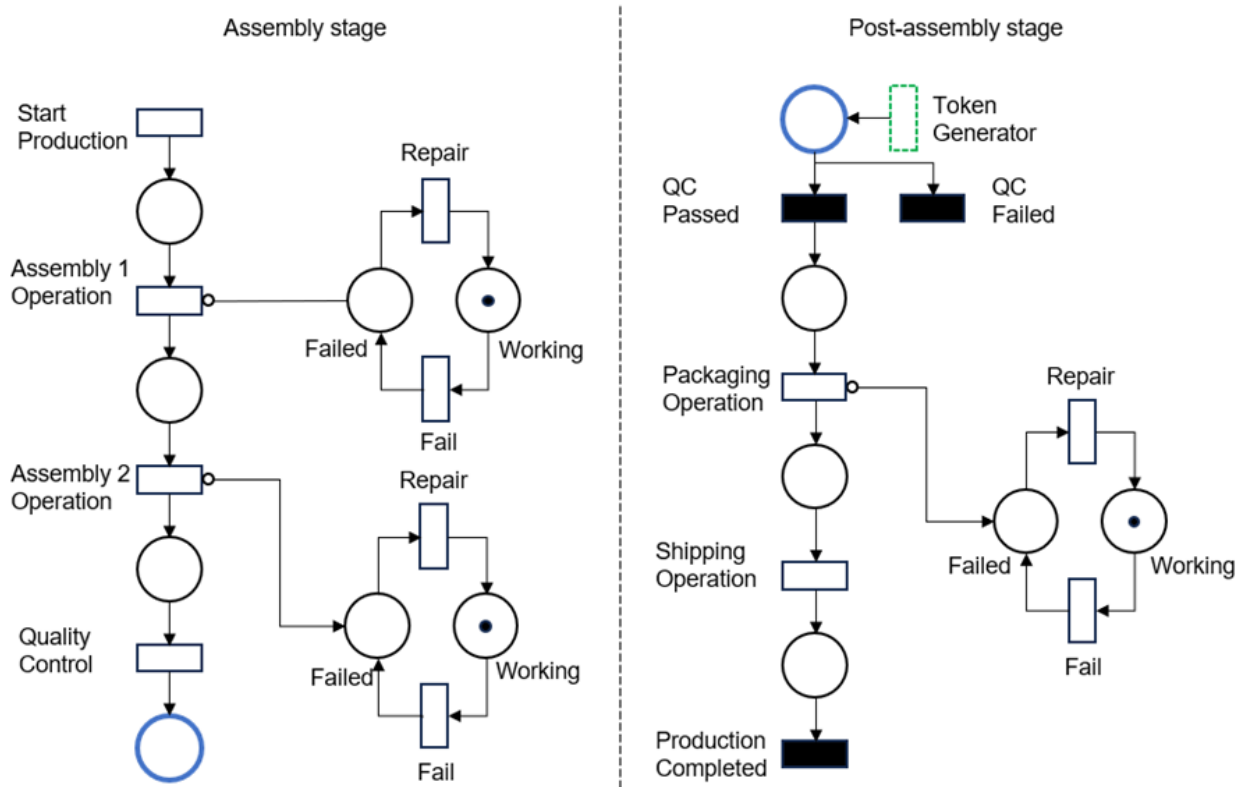 Assembly stage
Start
Production
Repair
Assembly 1
Operation
Failed
Working
Fail
Assembly 2
Operation
Repair
Quality
Control
Failed
Working
Fail
Post-assembly stage
Token
Generator
QC
Passed
QC
Failed
Packaging
Operation
Repair
Shipping
Operation
Failed
Working
Fail
Production
Completed